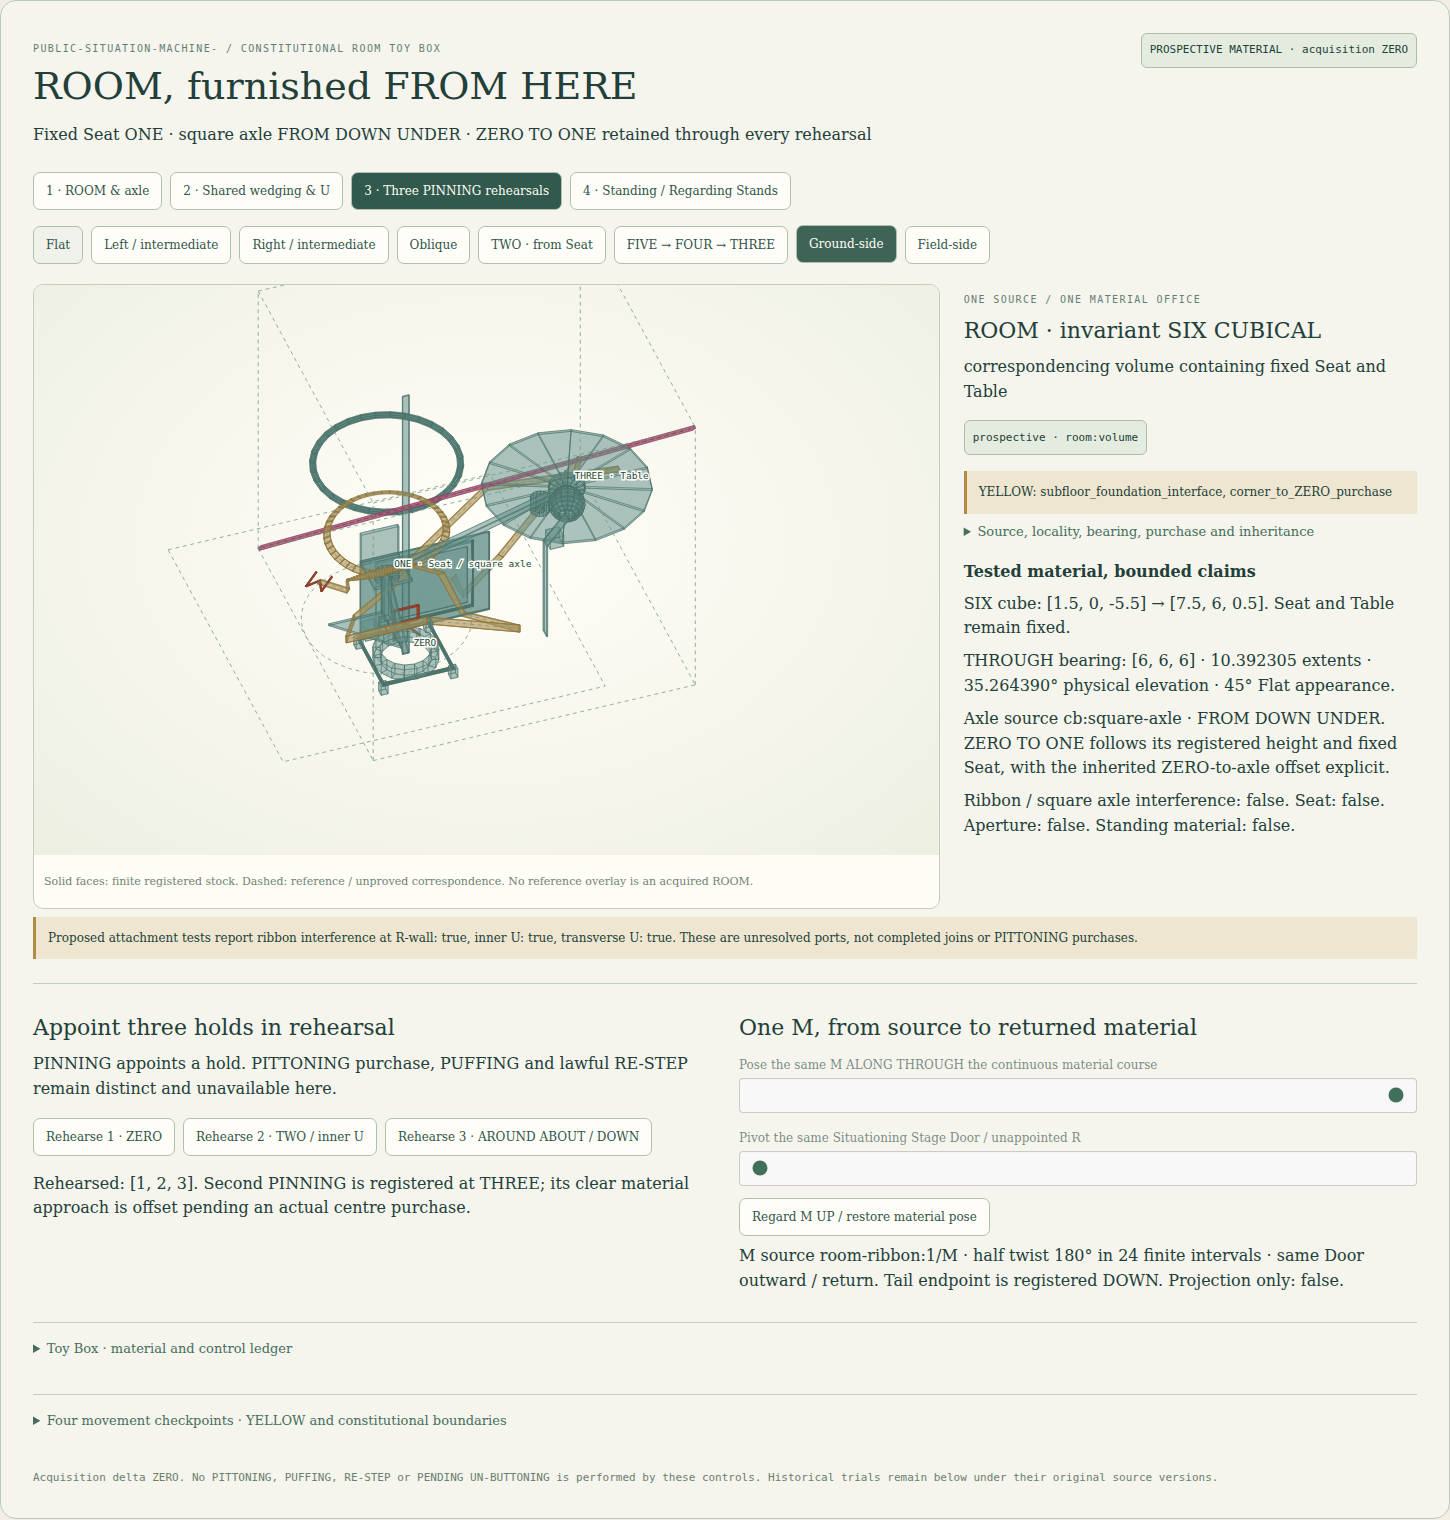 PUBLIC-SITUATION-MACHINE- / CONSTITUTIONAL ROOM TOY BOX
PROSPECTIVE MATERIAL · acquisition ZERO
ROOM, furnished FROM HERE
Fixed Seat ONE · square axle FROM DOWN UNDER · ZERO TO ONE retained through every rehearsal
1 · ROOM & axle
2 · Shared wedging & U
3 · Three PINNING rehearsals
4 · Standing / Regarding Stands
Flat
Left / intermediate
Right / intermediate
Oblique
TWO · from Seat
FIVE → FOUR → THREE
Ground-side
Field-side
THREE · Table
ONE · Seat / square axle
ZERO
Solid faces: finite registered stock. Dashed: reference / unproved correspondence. No reference overlay is an acquired ROOM.
ONE SOURCE / ONE MATERIAL OFFICE
ROOM · invariant SIX CUBICAL
correspondencing volume containing fixed Seat and
Table
prospective · room:volume
YELLOW: subfloor_foundation_interface, corner_to_ZERO_purchase
▶ Source, locality, bearing, purchase and inheritance
Tested material, bounded claims
SIX cube: [1.5, 0, -5.5] → [7.5, 6, 0.5]. Seat and Table
remain fixed.
THROUGH bearing: [6, 6, 6] · 10.392305 extents ·
35.264390° physical elevation · 45° Flat appearance.
Axle source cb:square-axle · FROM DOWN UNDER.
ZERO TO ONE follows its registered height and fixed
Seat, with the inherited ZERO-to-axle offset explicit.
Ribbon / square axle interference: false. Seat: false.
Aperture: false. Standing material: false.
Proposed attachment tests report ribbon interference at R-wall: true, inner U: true, transverse U: true. These are unresolved ports, not completed joins or PITTONING purchases.
Appoint three holds in rehearsal
PINNING appoints a hold. PITTONING purchase, PUFFING and lawful RE-STEP
remain distinct and unavailable here.
Rehearse 1 · ZERO
Rehearse 2 · TWO / inner U
Rehearse 3 · AROUND ABOUT / DOWN
Rehearsed: [1, 2, 3]. Second PINNING is registered at THREE; its clear material
approach is offset pending an actual centre purchase.
One M, from source to returned material
Pose the same M ALONG THROUGH the continuous material course
Pivot the same Situationing Stage Door / unappointed R
Regard M UP / restore material pose
M source room-ribbon:1/M · half twist 180° in 24 finite intervals · same Door
outward / return. Tail endpoint is registered DOWN. Projection only: false.
▶ Toy Box · material and control ledger
▶ Four movement checkpoints · YELLOW and constitutional boundaries
Acquisition delta ZERO. No PITTONING, PUFFING, RE-STEP or PENDING UN-BUTTONING is performed by these controls. Historical trials remain below under their original source versions.